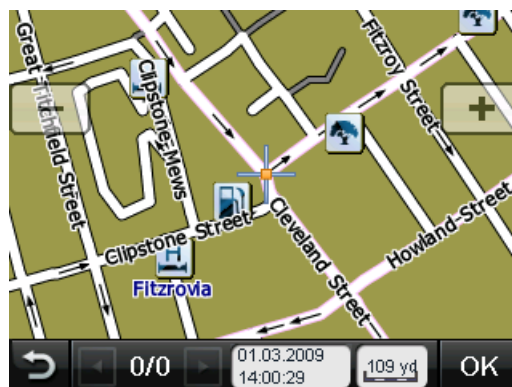 Great Titchfield Street
Clipstone Mews
Fitzroy Street
Clipstone Street
Cleveland Street
Howland Street
H
Fitzrovia
- +
0/0
01.03.2009
14:00:29
109 yd
OK